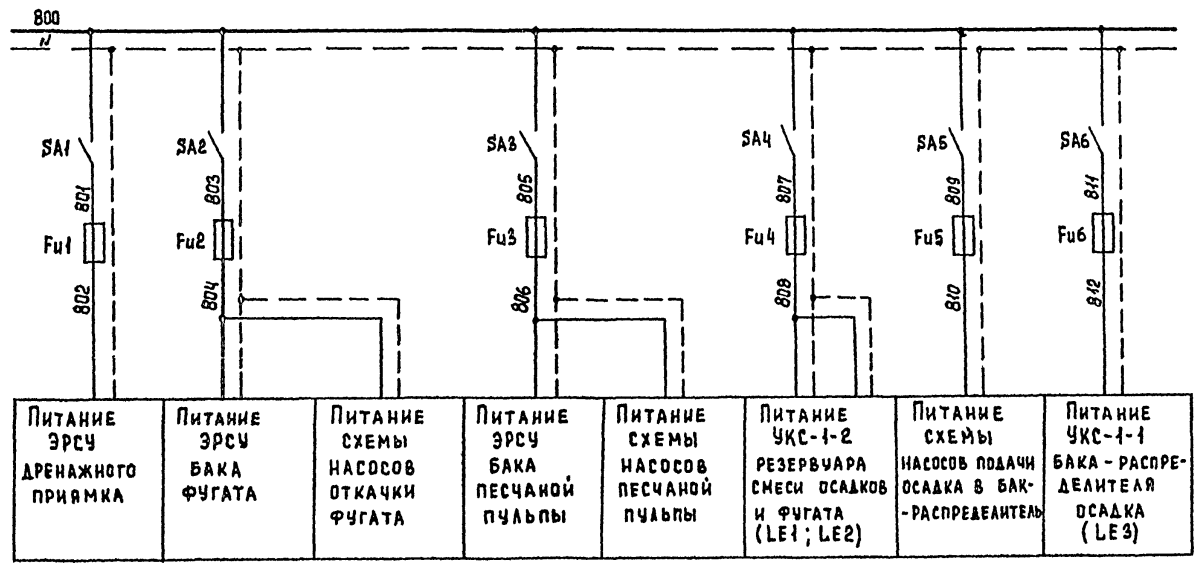 800
N
SA1
SA2
SA3
SA4
SA5
SA6
801
803
805
807
809
811
Fu1
Fu2
Fu3
Fu4
Fu5
Fu6
802
804
806
808
810
812
Питание
ЭРСУ
дренажного
приямка
Питание
ЭРСУ
бака
фугата
Питание
схемы
насосов
откачки
фугата
Питание
ЭРСУ
бака
песчаной
пульпы
Питание
схемы
насосов
песчаной
пульпы
Питание
УКС-1-2
резервуара
смеси осадков
и фугата
(LE1; LE2)
Питание
схемы
насосов подачи
осадка в бак-
-распределитель
Питание
УКС-1-1
бака-распре-
делителя
осадка
(LE3)